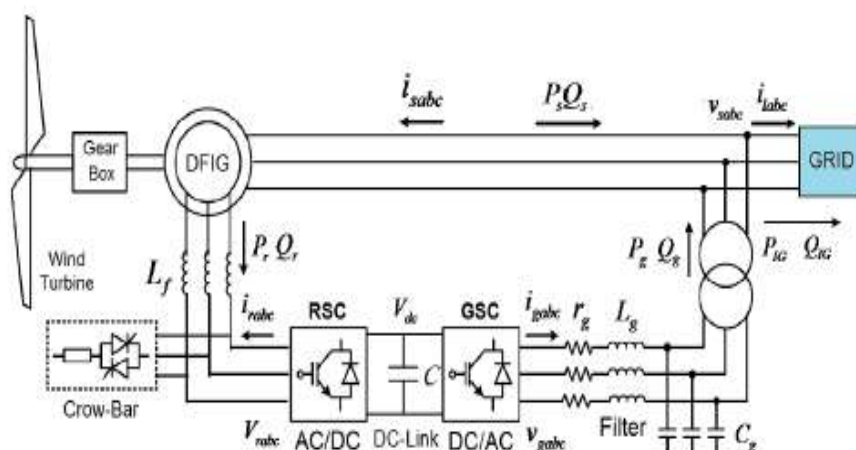 i_sabc
P_s Q_s
v_sabc
i_labc
Gear
Box
DFIG
GRID
Wind
Turbine
L_f
P_r Q_r
P_g Q_g
P_IG Q_IG
i_rabc
RSC
V_dc
GSC
i_gabc
r_g
L_g
C
Crow-Bar
V_rabc
AC/DC
DC-Link
DC/AC
v_gabc
Filter
C_g